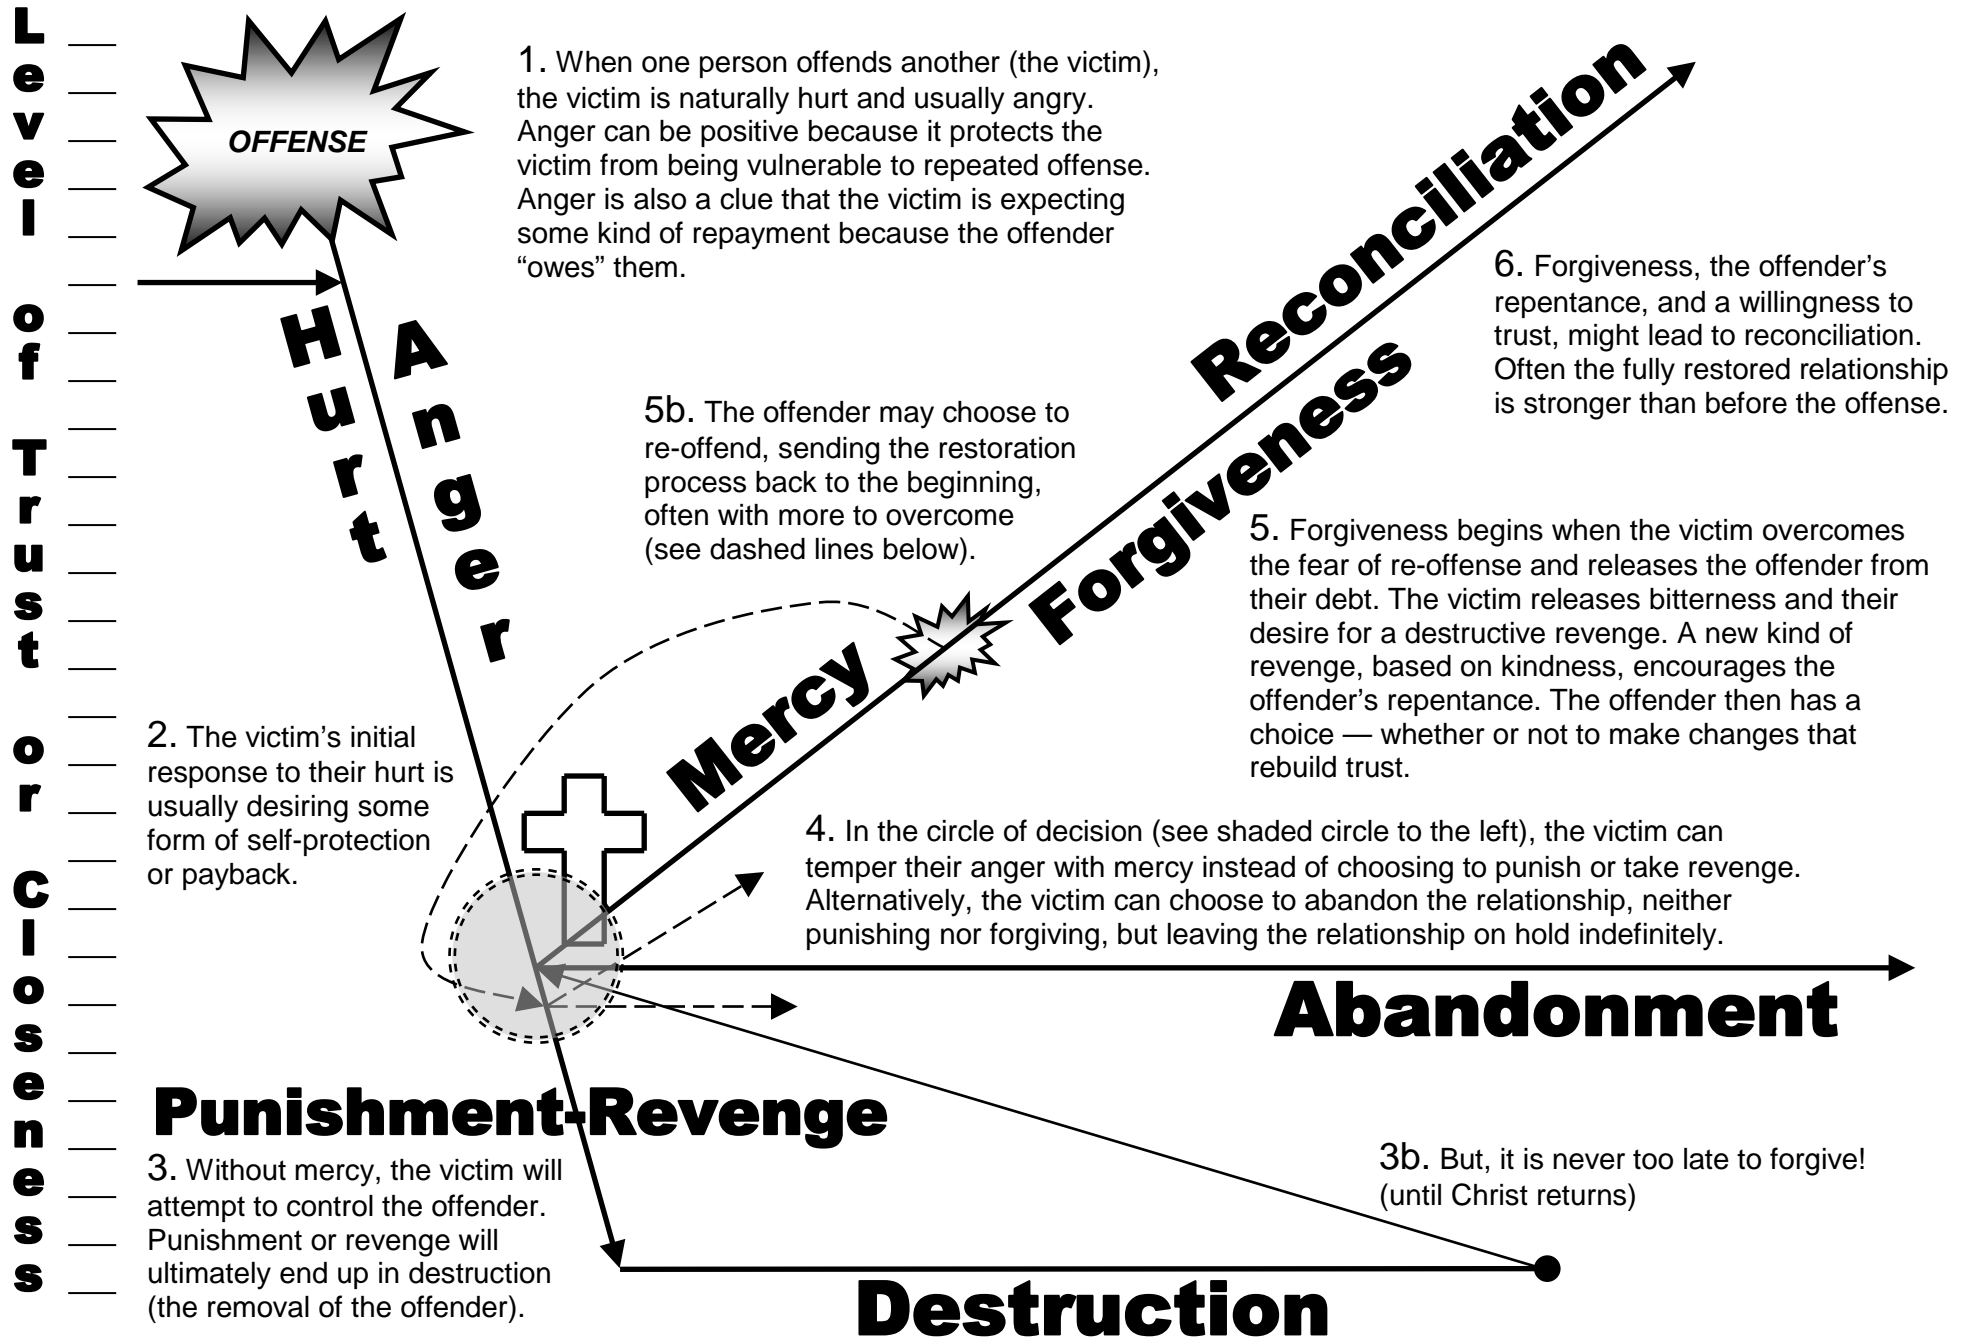 Level of Trust or Closeness
OFFENSE
1. When one person offends another (the victim),
the victim is naturally hurt and usually angry.
Anger can be positive because it protects the
victim from being vulnerable to repeated offense.
Anger is also a clue that the victim is expecting
some kind of repayment because the offender
“owes” them.
Hurt
Anger
2. The victim’s initial
response to their hurt is
usually desiring some
form of self-protection
or payback.
Punishment-Revenge
3. Without mercy, the victim will
attempt to control the offender.
Punishment or revenge will
ultimately end up in destruction
(the removal of the offender).
Destruction
3b. But, it is never too late to forgive!
(until Christ returns)
Abandonment
4. In the circle of decision (see shaded circle to the left), the victim can
temper their anger with mercy instead of choosing to punish or take revenge.
Alternatively, the victim can choose to abandon the relationship, neither
punishing nor forgiving, but leaving the relationship on hold indefinitely.
Mercy
Forgiveness
5. Forgiveness begins when the victim overcomes
the fear of re-offense and releases the offender from
their debt. The victim releases bitterness and their
desire for a destructive revenge. A new kind of
revenge, based on kindness, encourages the
offender’s repentance. The offender then has a
choice — whether or not to make changes that
rebuild trust.
5b. The offender may choose to
re-offend, sending the restoration
process back to the beginning,
often with more to overcome
(see dashed lines below).
Reconciliation
6. Forgiveness, the offender’s
repentance, and a willingness to
trust, might lead to reconciliation.
Often the fully restored relationship
is stronger than before the offense.